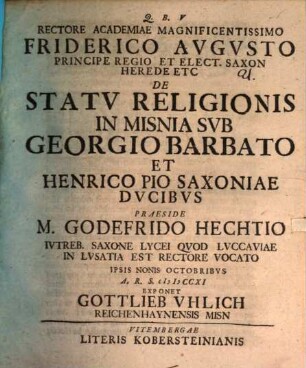 Q. B. V
RECTORE ACADEMIAE MAGNIFICENTISSIMO
FRIDERICO AVGVSTO
PRINCIPE REGIO ET ELECT. SAXON
HEREDE ETC
DE
STATV RELIGIONIS
IN MISNIA SVB
GEORGIO BARBATO
ET
HENRICO PIO SAXONIAE
DVCIBVS
PRAESIDE
M. GODEFRIDO HECHTIO
IVTREB. SAXONE LYCEI QVOD LVCCAVIAE
IN LVSATIA EST RECTORE VOCATO
IPSIS NONIS OCTOBRIBVS
A. R. S. cIɔ Iɔ CCXI
EXPONET
GOTTLIEB VHLICH
REICHENHAYNENSIS MISN
VITEMBERGAE
LITERIS KOBERSTEINIANIS